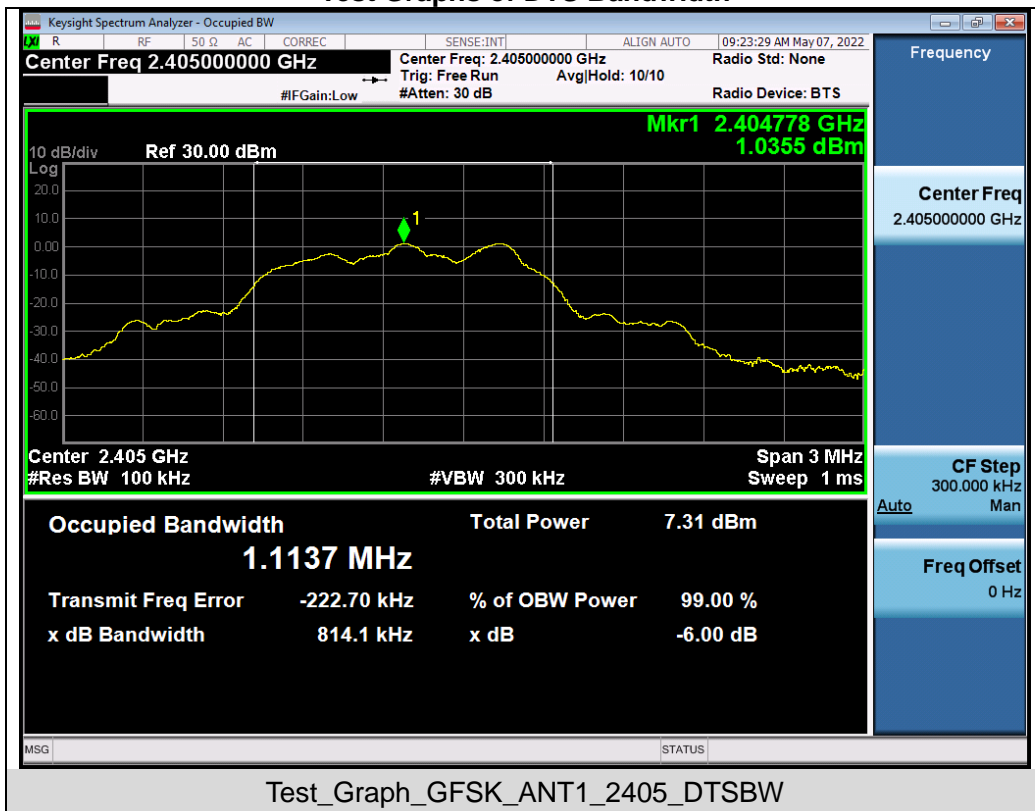 Test Graphs of DTS Bandwidth
Keysight Spectrum Analyzer - Occupied BW
LXI R RF 50 Ω AC CORREC SENSE:INT ALIGN AUTO 09:23:29 AM May 07, 2022
Center Freq 2.405000000 GHz
Center Freq: 2.405000000 GHz Radio Std: None
Trig: Free Run Avg|Hold: 10/10
#IFGain:Low #Atten: 30 dB Radio Device: BTS
Frequency
Mkr1 2.404778 GHz
1.0355 dBm
10 dB/div Ref 30.00 dBm
Log
20.0
10.0
0.00
-10.0
-20.0
-30.0
-40.0
-50.0
-60.0
1
Center 2.405 GHz Span 3 MHz
#Res BW 100 kHz #VBW 300 kHz Sweep 1 ms
Center Freq
2.405000000 GHz
CF Step
300.000 kHz
Auto Man
Freq Offset
0 Hz
Occupied Bandwidth Total Power 7.31 dBm
1.1137 MHz
Transmit Freq Error -222.70 kHz % of OBW Power 99.00 %
x dB Bandwidth 814.1 kHz x dB -6.00 dB
MSG STATUS
Test_Graph_GFSK_ANT1_2405_DTSBW